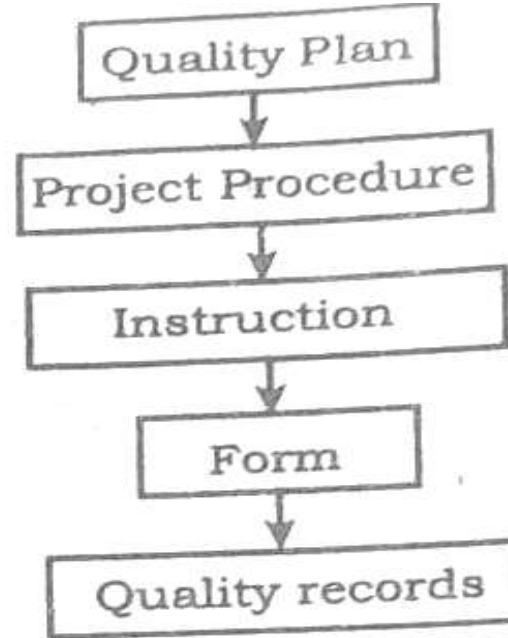 Quality Plan
Project Procedure
Instruction
Form
Quality records